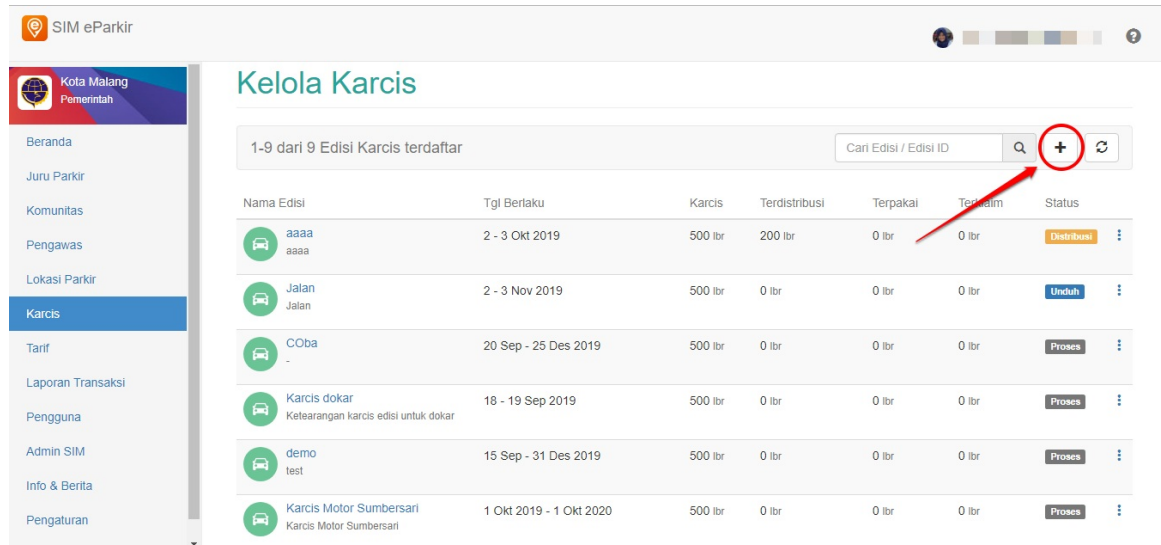 SIM eParkir
Kota Malang
Pemerintah
Beranda
Juru Parkir
Komunitas
Pengawas
Lokasi Parkir
Karcis
Tarif
Laporan Transaksi
Pengguna
Admin SIM
Info & Berita
Pengaturan
Kelola Karcis
1-9 dari 9 Edisi Karcis terdaftar
Cari Edisi / Edisi ID
Nama Edisi Tgl Berlaku Karcis Terdistribusi Terpakai Status
aaaa 2 - 3 Okt 2019 500 lbr 200 lbr 0 lbr 0 lbr Distribusi
aaaa
Jalan 2 - 3 Nov 2019 500 lbr 0 lbr 0 lbr 0 lbr Unduh
Jalan
COba 20 Sep - 25 Des 2019 500 lbr 0 lbr 0 lbr 0 lbr Proses
-
Karcis dokar 18 - 19 Sep 2019 500 lbr 0 lbr 0 lbr 0 lbr Proses
Ketearangan karcis edisi untuk dokar
demo 15 Sep - 31 Des 2019 500 lbr 0 lbr 0 lbr 0 lbr Proses
test
Karcis Motor Sumbersari 1 Okt 2019 - 1 Okt 2020 500 lbr 0 lbr 0 lbr 0 lbr Proses
Karcis Motor Sumbersari